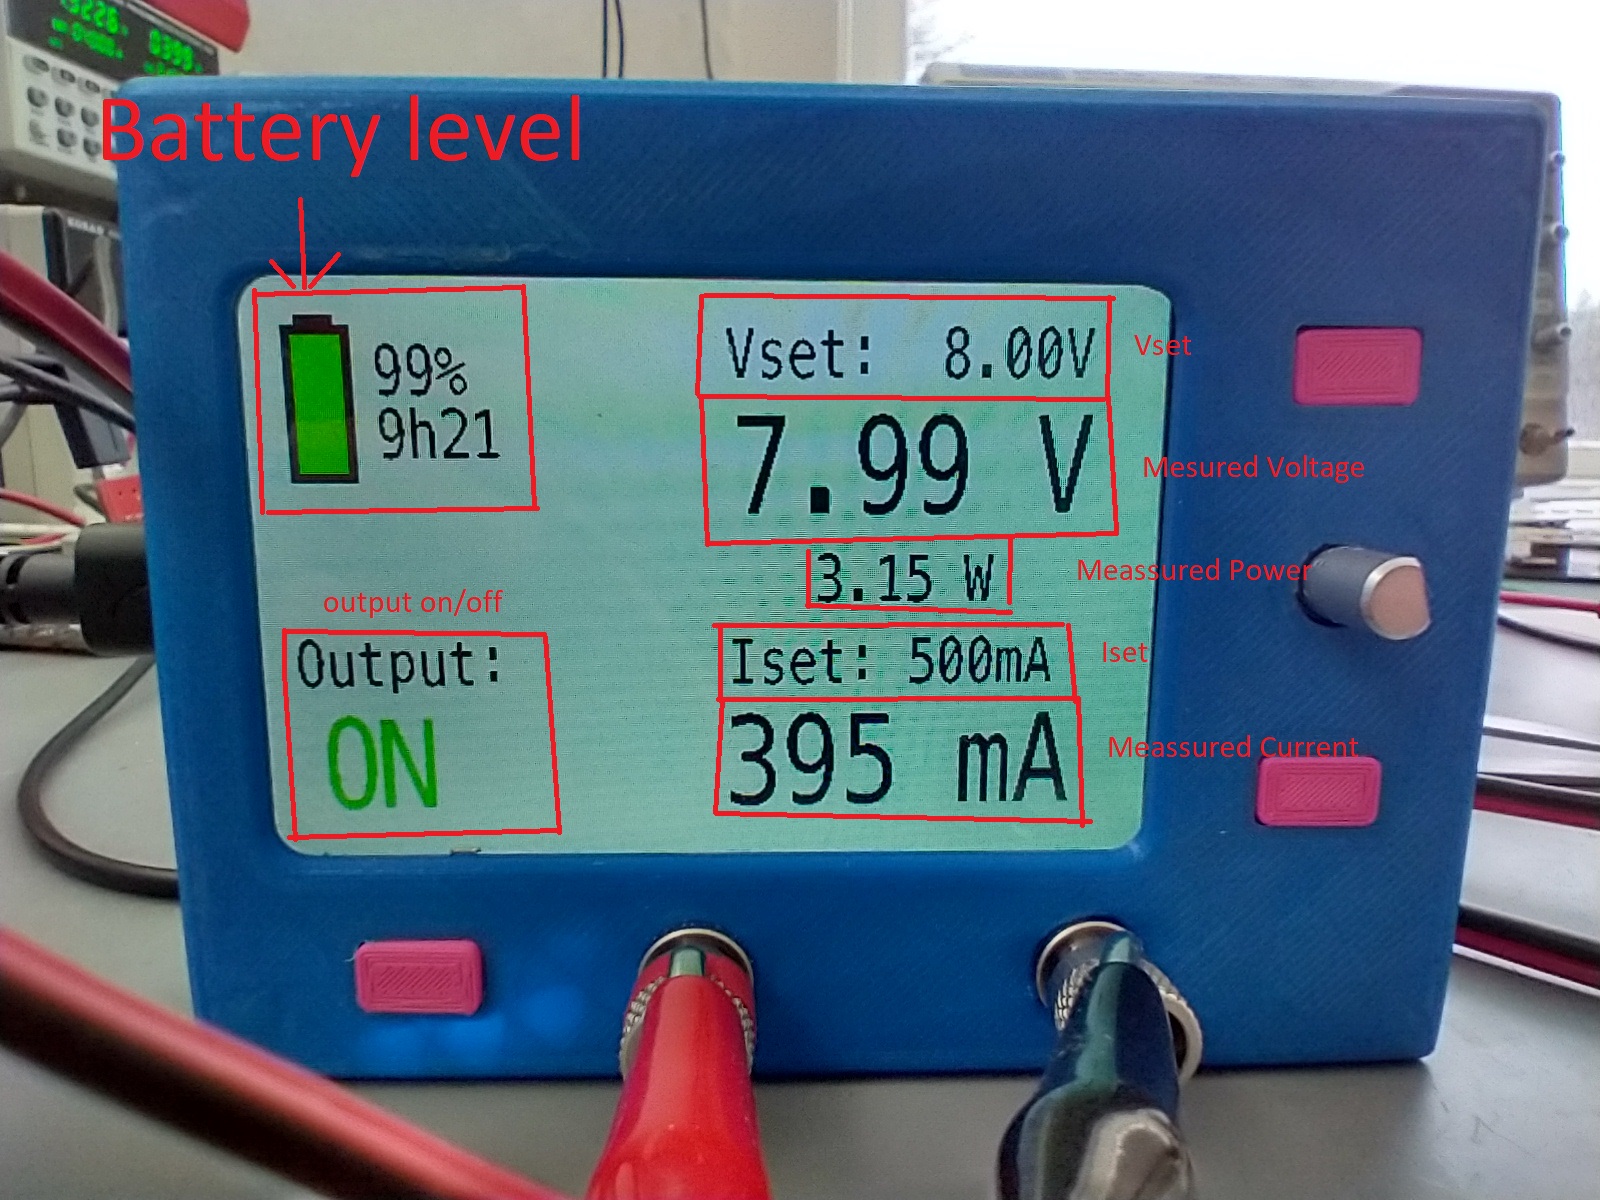 Battery level
99%
9h21
Vset: 8.00V
Vset
7.99 V
Mesured Voltage
3.15 W
Meassured Power
output on/off
Output:
ON
Iset: 500mA
Iset
395 mA
Meassured Current